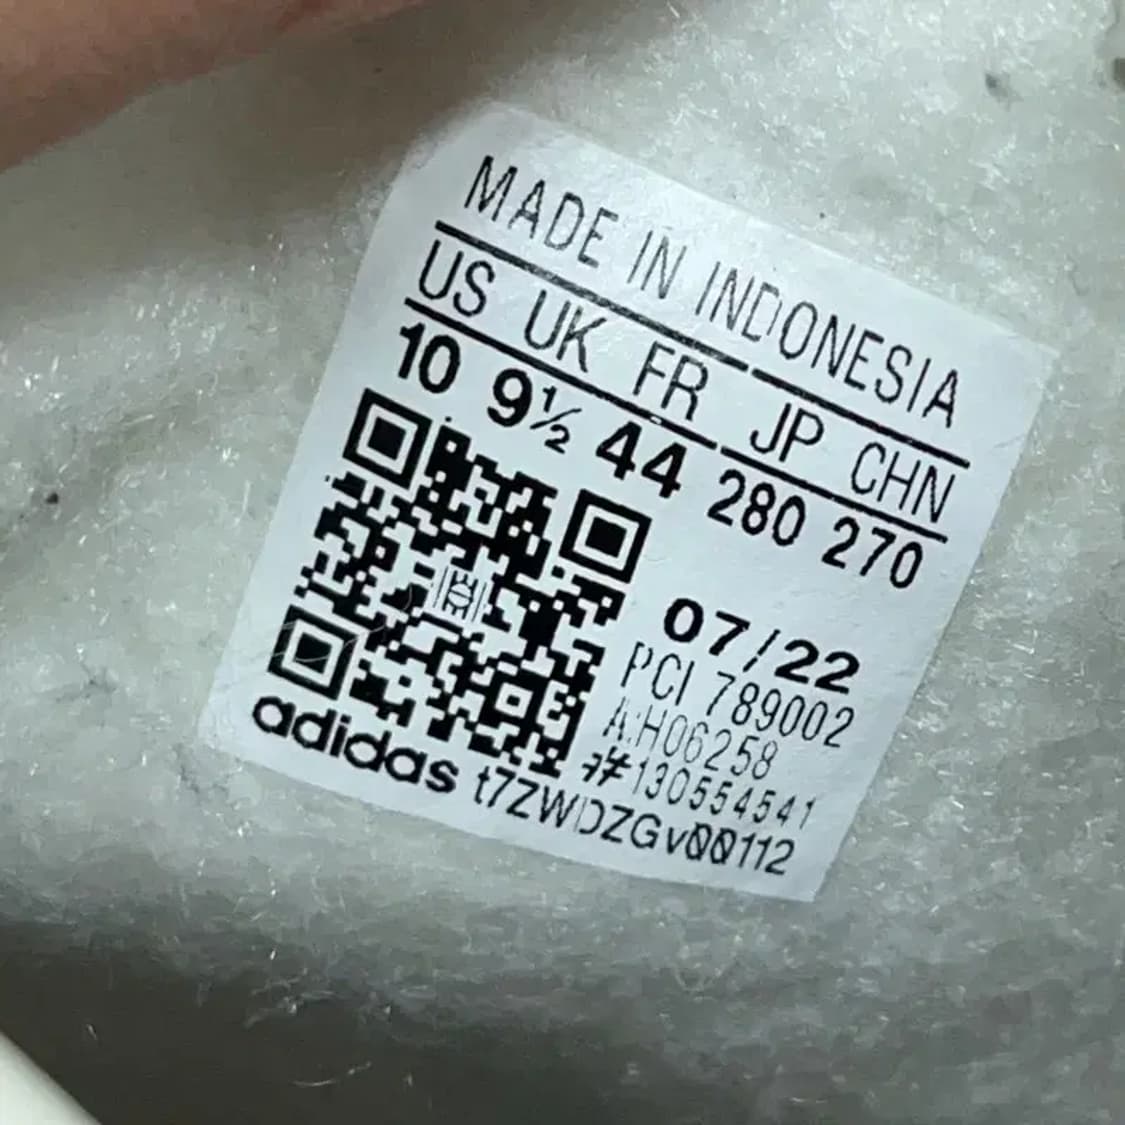 MADE IN INDONESIA
US UK FR JP CHN
10 9½ 44 280 270
07/22
PCI 789002
A:H06258
#130554541
adidas t7ZWDZGv00112